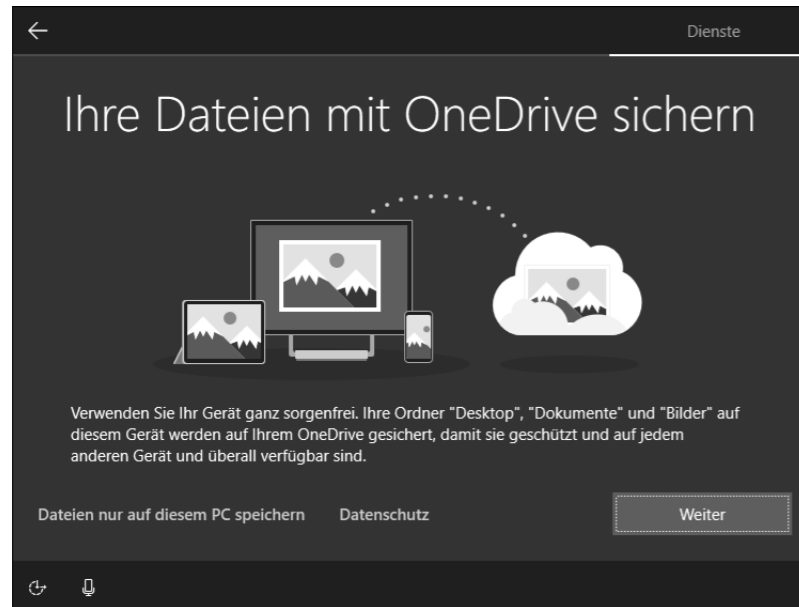 Dienste
Ihre Dateien mit OneDrive sichern
Verwenden Sie Ihr Gerät ganz sorgenfrei. Ihre Ordner "Desktop", "Dokumente" und "Bilder" auf
diesem Gerät werden auf Ihrem OneDrive gesichert, damit sie geschützt und auf jedem
anderen Gerät und überall verfügbar sind.
Dateien nur auf diesem PC speichern Datenschutz Weiter